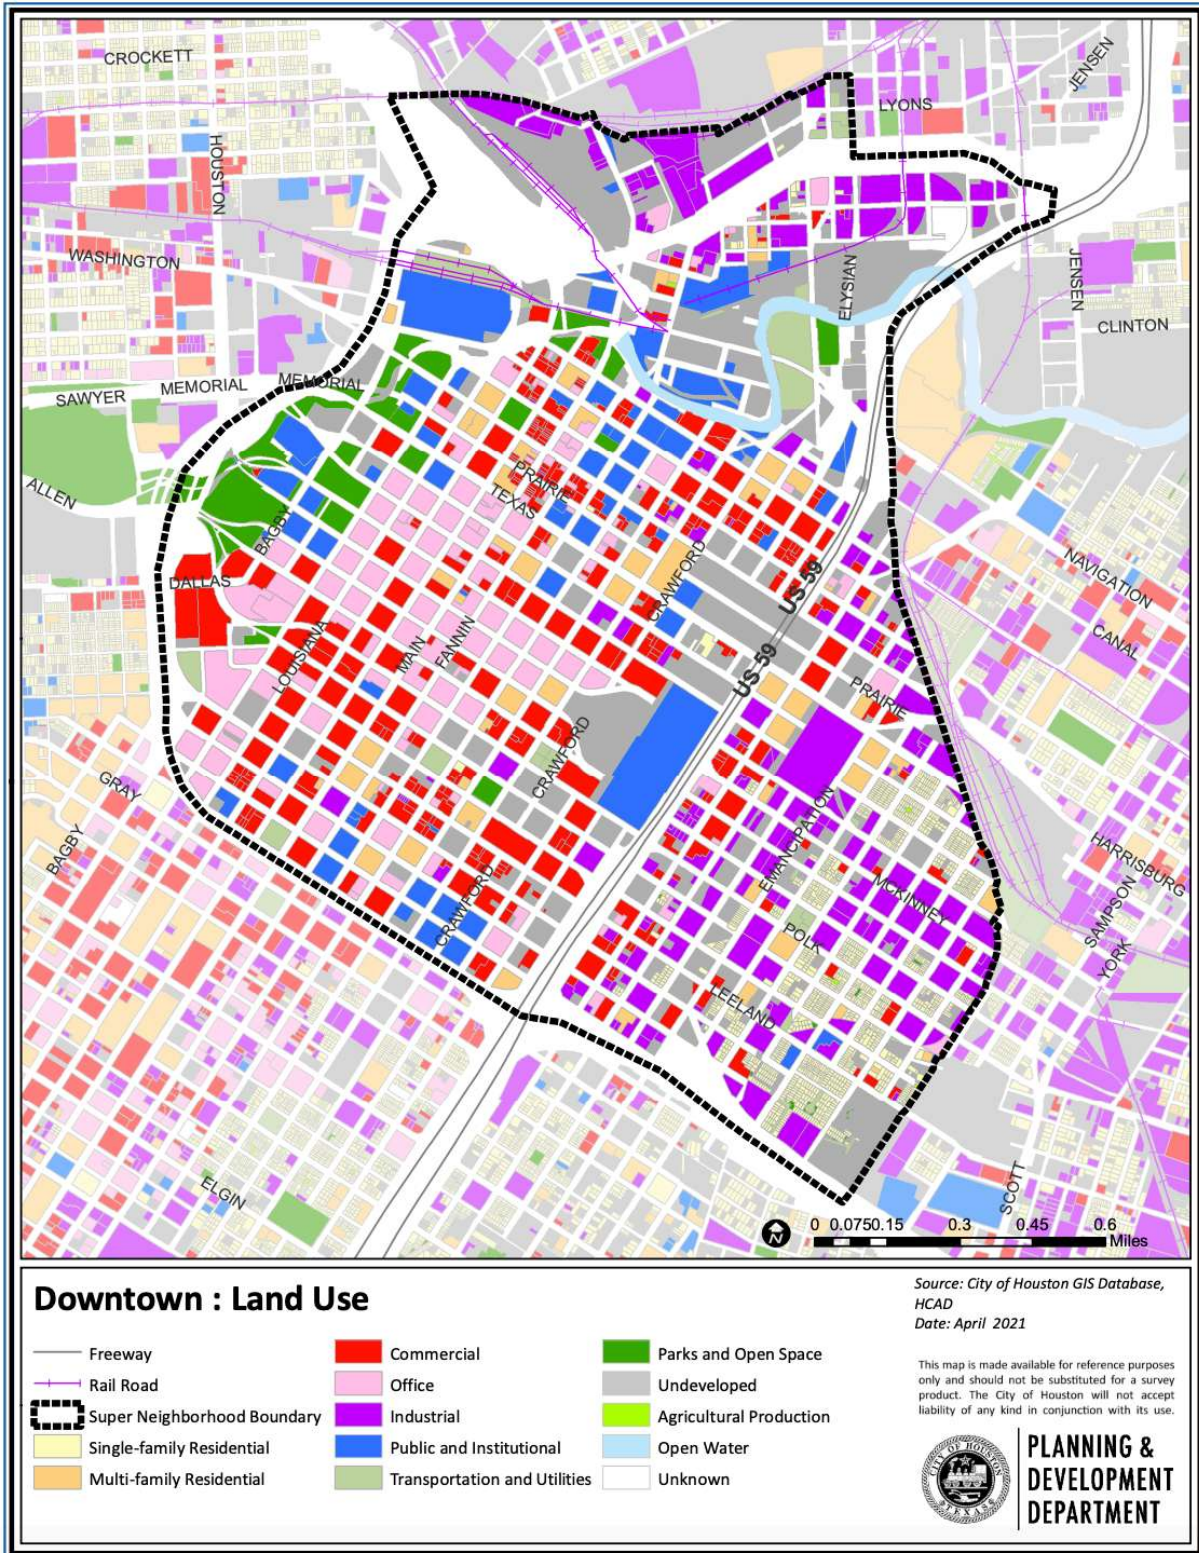 CROCKETT
JENSEN
LYONS
HOUSTON
WASHINGTON
JENSEN
ELYSIAN
CLINTON
MEMORIAL
MEMORIAL
SAWYER
ALLEN
PRAIRIE
TEXAS
BAGBY
NAVIGATION
CRAWFORD
US-59
DALLAS
CANAL
LOUISIANA
MAIN
FANNIN
US-59
PRAIRIE
CRAWFORD
GRAY
EMANCIPATION
HARRISBURG
BAGBY
MCKINNEY
CRAWFORD
SAMPSON
POLK
YORK
LEELAND
ELGIN
SCOTT
N
0 0.075 0.15 0.3 0.45 0.6
Miles
Downtown : Land Use
Freeway
Rail Road
Super Neighborhood Boundary
Single-family Residential
Multi-family Residential
Commercial
Office
Industrial
Public and Institutional
Transportation and Utilities
Parks and Open Space
Undeveloped
Agricultural Production
Open Water
Unknown
Source: City of Houston GIS Database,
HCAD
Date: April 2021
This map is made available for reference purposes
only and should not be substituted for a survey
product. The City of Houston will not accept
liability of any kind in conjunction with its use.
CITY OF HOUSTON
TEXAS
PLANNING &
DEVELOPMENT
DEPARTMENT